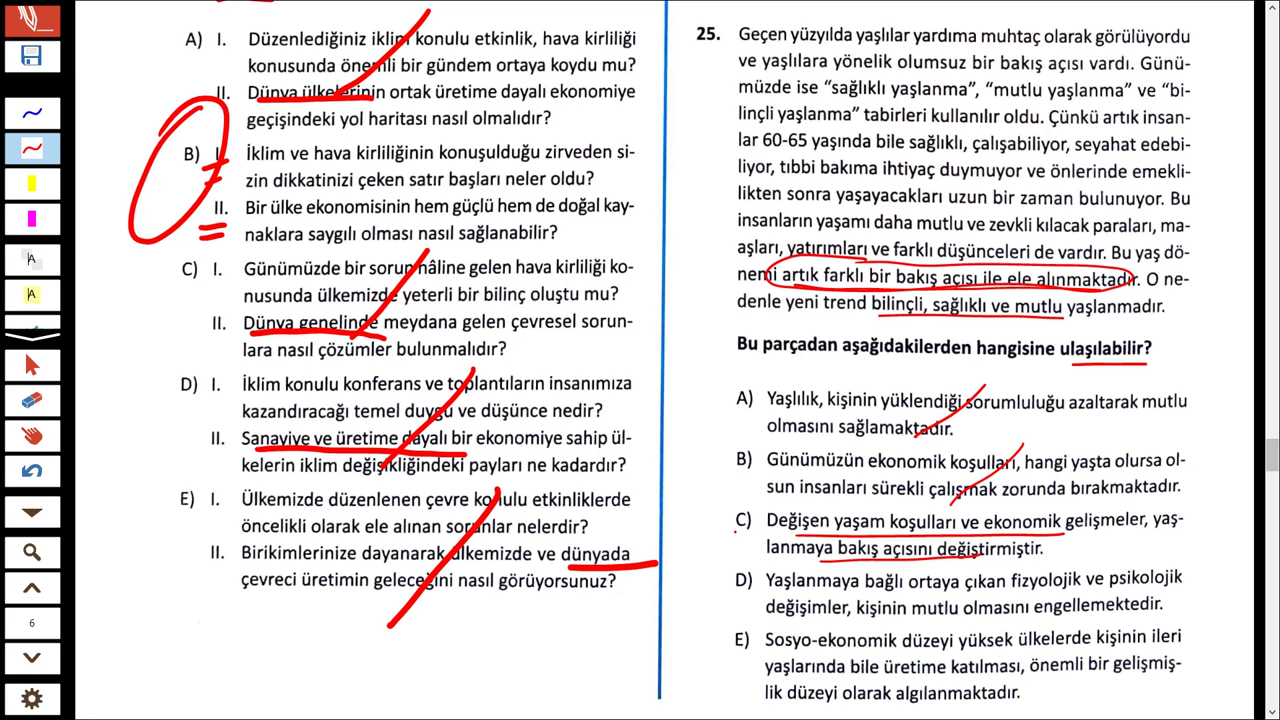 A) I. Düzenlediğiniz iklim konulu etkinlik, hava kirliliği
konusunda önemli bir gündem ortaya koydu mu?
II. Dünya ülkelerinin ortak üretime dayalı ekonomiye
geçişindeki yol haritası nasıl olmalıdır?
B) I. İklim ve hava kirliliğinin konuşulduğu zirveden si-
zin dikkatinizi çeken satır başları neler oldu?
II. Bir ülke ekonomisinin hem güçlü hem de doğal kay-
naklara saygılı olması nasıl sağlanabilir?
C) I. Günümüzde bir sorun hâline gelen hava kirliliği ko-
nusunda ülkemizde yeterli bir bilinç oluştu mu?
II. Dünya genelinde meydana gelen çevresel sorun-
lara nasıl çözümler bulunmalıdır?
D) I. İklim konulu konferans ve toplantıların insanımıza
kazandıracağı temel duygu ve düşünce nedir?
II. Sanayiye ve üretime dayalı bir ekonomiye sahip ül-
kelerin iklim değişikliğindeki payları ne kadardır?
E) I. Ülkemizde düzenlenen çevre konulu etkinliklerde
öncelikli olarak ele alınan sorunlar nelerdir?
II. Birikimlerinize dayanarak ülkemizde ve dünyada
çevreci üretimin geleceğini nasıl görüyorsunuz?
25. Geçen yüzyılda yaşlılar yardıma muhtaç olarak görülüyordu
ve yaşlılara yönelik olumsuz bir bakış açısı vardı. Günü-
müzde ise “sağlıklı yaşlanma”, “mutlu yaşlanma” ve “bi-
linçli yaşlanma” tabirleri kullanılır oldu. Çünkü artık insan-
lar 60-65 yaşında bile sağlıklı, çalışabiliyor, seyahat edebi-
liyor, tıbbi bakıma ihtiyaç duymuyor ve önlerinde emekli-
likten sonra yaşayacakları uzun bir zaman bulunuyor. Bu
insanların yaşamı daha mutlu ve zevkli kılacak paraları, ma-
aşları, yatırımları ve farklı düşünceleri de vardır. Bu yaş dö-
nemi artık farklı bir bakış açısı ile ele alınmaktadır. O ne-
denle yeni trend bilinçli, sağlıklı ve mutlu yaşlanmadır.
Bu parçadan aşağıdakilerden hangisine ulaşılabilir?
A) Yaşlılık, kişinin yüklendiği sorumluluğu azaltarak mutlu
olmasını sağlamaktadır.
B) Günümüzün ekonomik koşulları, hangi yaşta olursa ol-
sun insanları sürekli çalışmak zorunda bırakmaktadır.
C) Değişen yaşam koşulları ve ekonomik gelişmeler, yaş-
lanmaya bakış açısını değiştirmiştir.
D) Yaşlanmaya bağlı ortaya çıkan fizyolojik ve psikolojik
değişimler, kişinin mutlu olmasını engellemektedir.
E) Sosyo-ekonomik düzeyi yüksek ülkelerde kişinin ileri
yaşlarında bile üretime katılması, önemli bir gelişmiş-
lik düzeyi olarak algılanmaktadır.
A
A
6